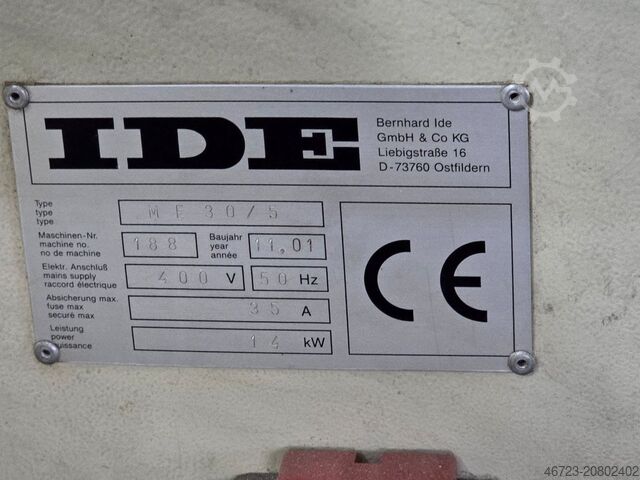 IDE
Bernhard Ide
GmbH & Co KG
Liebigstraße 16
D-73760 Ostfildern
Type
type
type
ME 30/5
Maschinen-Nr.
machine no.
no de machine
188
Baujahr
year
année
11,01
Elektr. Anschluß
mains supply
raccord électrique
400 V
50 Hz
Absicherung max.
fuse max
securé max
35 A
Leistung
power
puissance
14 kW
CE
46723-20802402